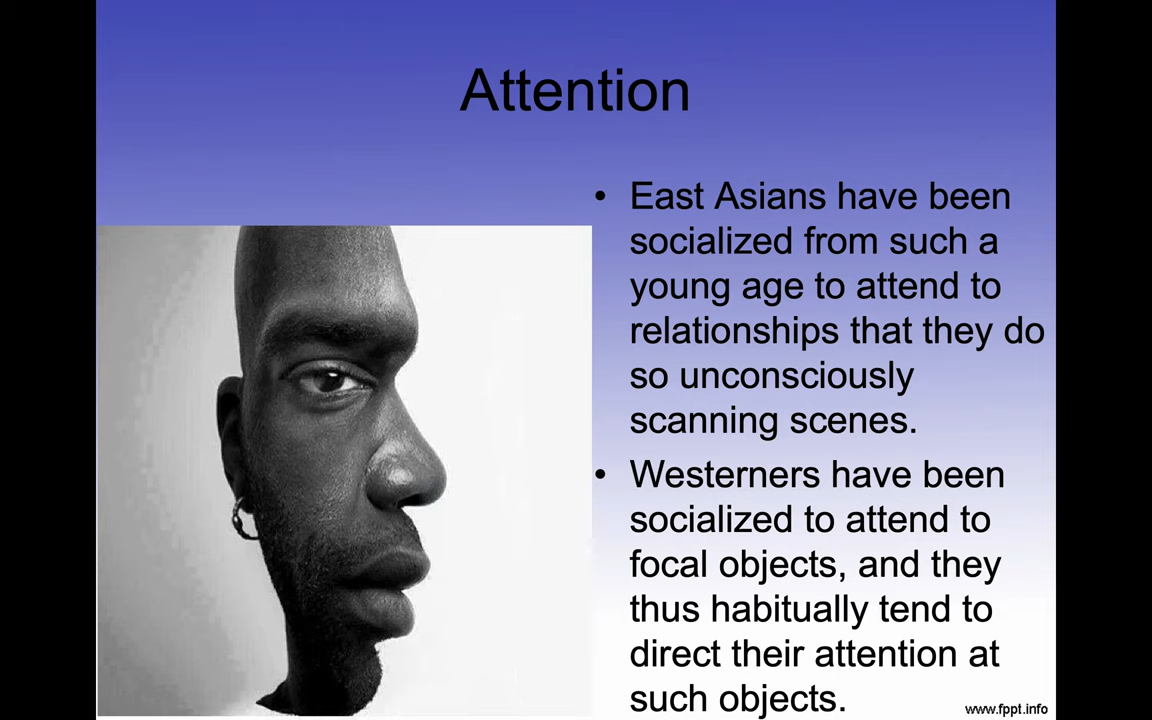 Attention
• East Asians have been
socialized from such a
young age to attend to
relationships that they do
so unconsciously
scanning scenes.
• Westerners have been
socialized to attend to
focal objects, and they
thus habitually tend to
direct their attention at
such objects.
www.fppt.info